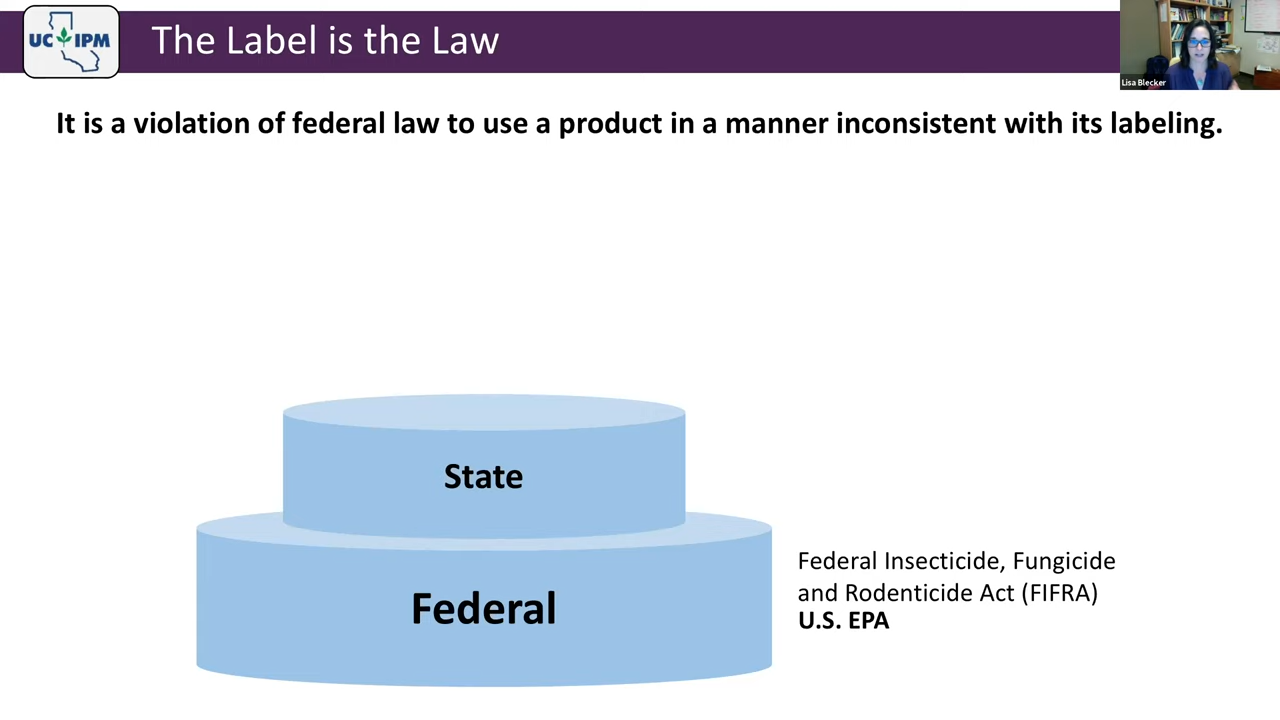 UC IPM
The Label is the Law
Lisa Blecker
It is a violation of federal law to use a product in a manner inconsistent with its labeling.
State
Federal
Federal Insecticide, Fungicide
and Rodenticide Act (FIFRA)
U.S. EPA